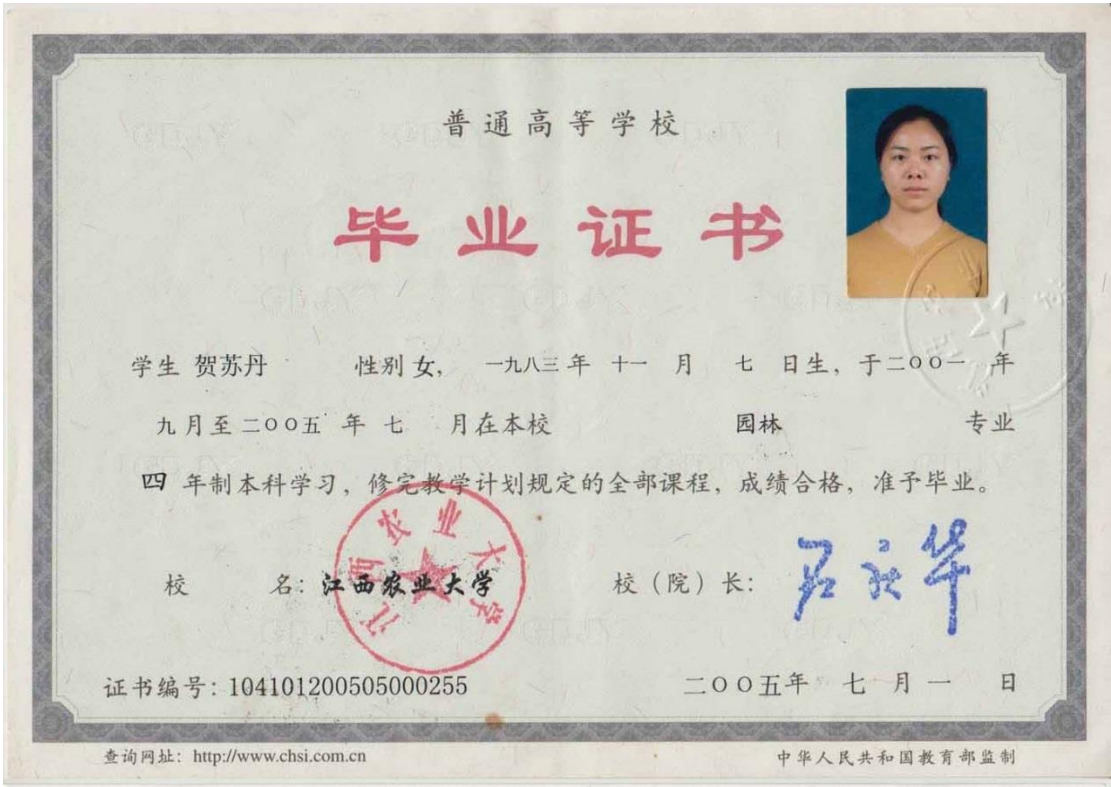 普通高等学校
毕业证书
学生 贺苏丹 性别 女, 一九八三 年 十一 月 七 日生, 于二〇〇一 年
九 月至 二〇〇五 年 七 月在本校 园林 专业
四 年制本科学习, 修完教学计划规定的全部课程, 成绩合格, 准予毕业。
江西农业大学
校 名: 江西农业大学 校（院）长:
证书编号: 104101200505000255 二〇〇五年 七 月 一 日
查询网址: http://www.chsi.com.cn 中华人民共和国教育部监制